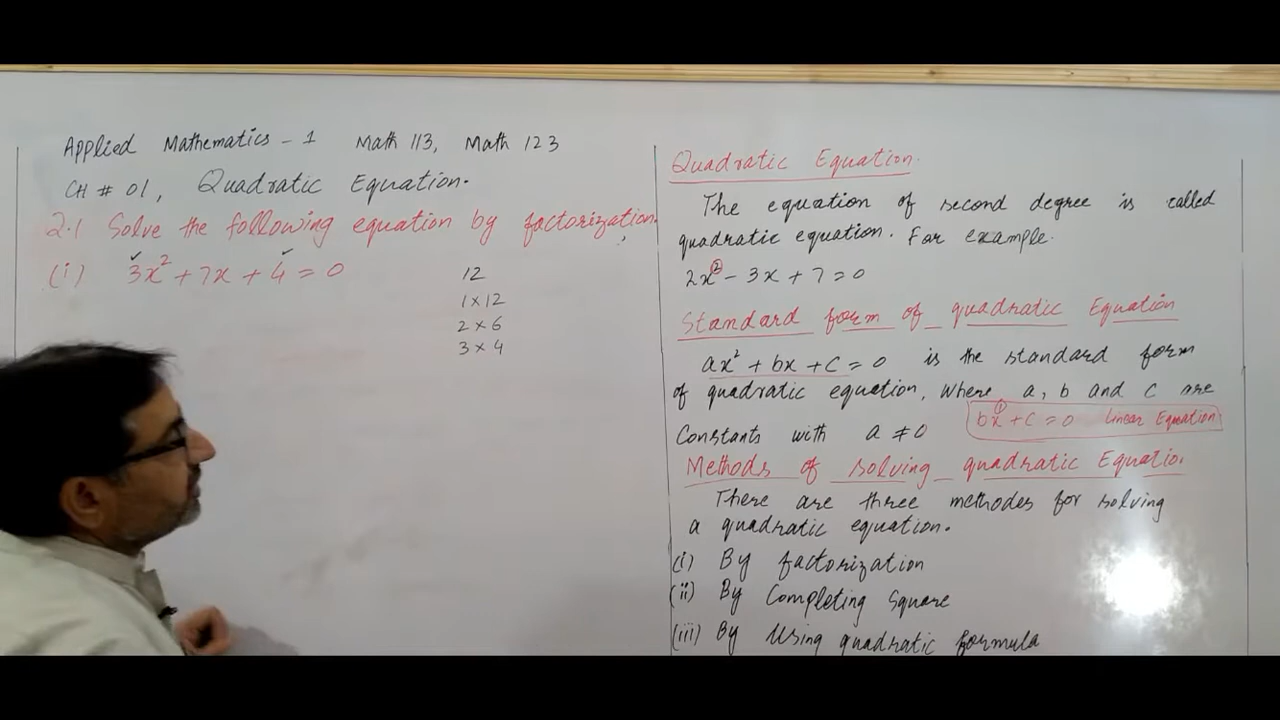 Applied Mathematics - 1 Math 113, Math 123
CH # 01, Quadratic Equation.
2.1 Solve the following equation by factorization.
(i) 3x² + 7x + 4 = 0
12
1 × 12
2 × 6
3 × 4
Quadratic Equation.
The equation of second degree is called
quadratic equation. For example.
2x² - 3x + 7 = 0
Standard form of quadratic Equation
ax² + bx + c = 0 is the standard form
of quadratic equation, where a, b and c are
Constants with a ≠ 0
bx¹ + c = 0 Linear Equation
Methods of solving quadratic Equatio.
There are three methodes for solving
a quadratic equation.
(i) By factorization
(ii) By Completing Square
(iii) By Using quadratic formula